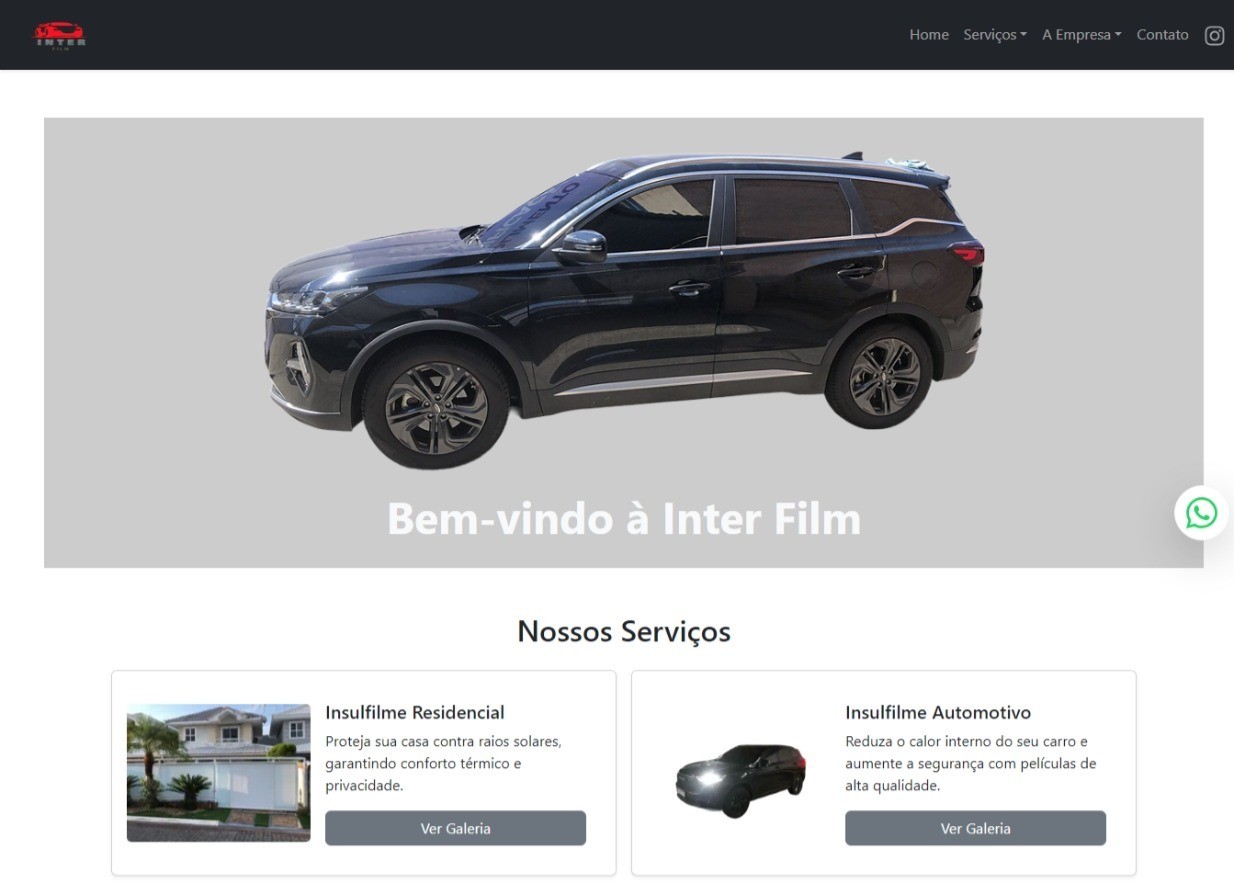 INTER
FILM
Home Serviços A Empresa Contato
Bem-vindo à Inter Film
Nossos Serviços
Insulfilme Residencial
Proteja sua casa contra raios solares,
garantindo conforto térmico e
privacidade.
Ver Galeria
Insulfilme Automotivo
Reduza o calor interno do seu carro e
aumente a segurança com películas de
alta qualidade.
Ver Galeria